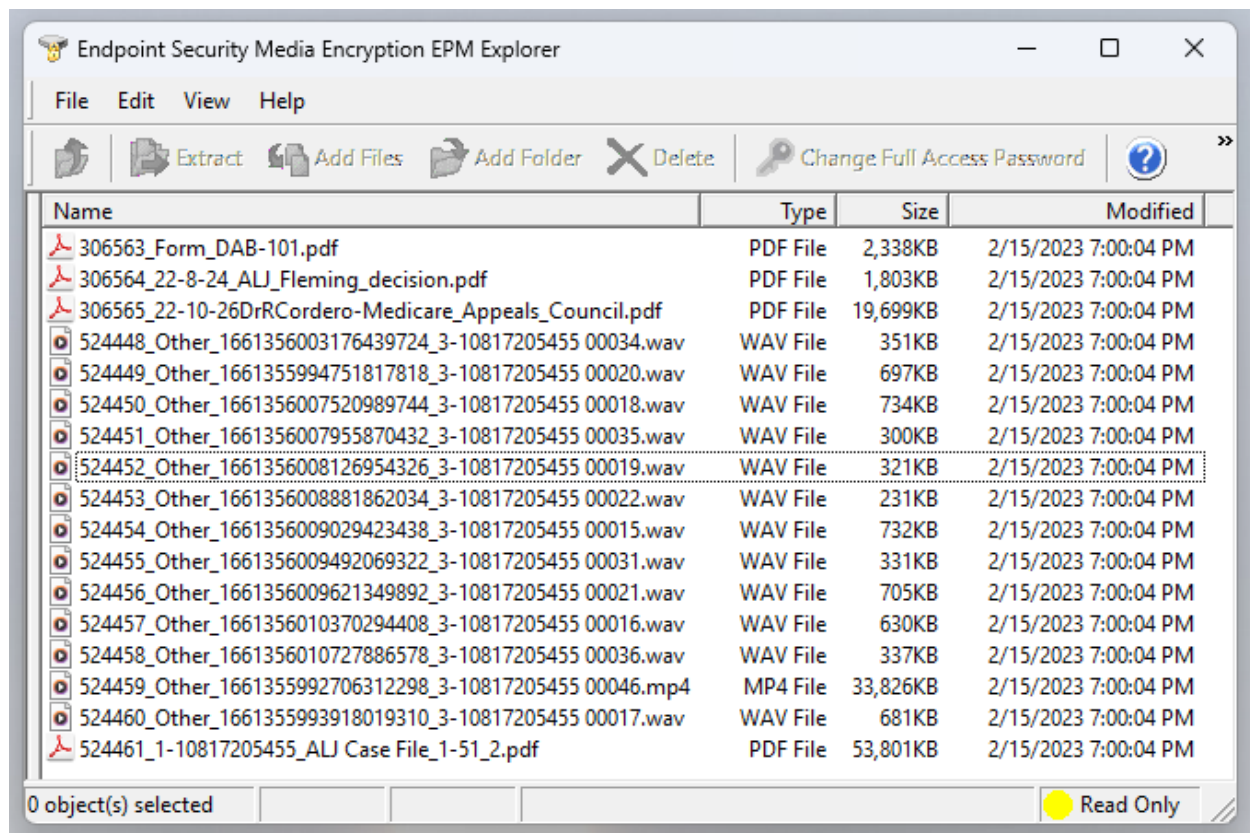 Endpoint Security Media Encryption EPM Explorer
File Edit View Help
Extract Add Files Add Folder Delete Change Full Access Password ? »
Name Type Size Modified
306563_Form_DAB-101.pdf PDF File 2,338KB 2/15/2023 7:00:04 PM
306564_22-8-24_ALJ_Fleming_decision.pdf PDF File 1,803KB 2/15/2023 7:00:04 PM
306565_22-10-26DrRCordero-Medicare_Appeals_Council.pdf PDF File 19,699KB 2/15/2023 7:00:04 PM
524448_Other_1661356003176439724_3-10817205455 00034.wav WAV File 351KB 2/15/2023 7:00:04 PM
524449_Other_1661355994751817818_3-10817205455 00020.wav WAV File 697KB 2/15/2023 7:00:04 PM
524450_Other_1661356007520989744_3-10817205455 00018.wav WAV File 734KB 2/15/2023 7:00:04 PM
524451_Other_1661356007955870432_3-10817205455 00035.wav WAV File 300KB 2/15/2023 7:00:04 PM
524452_Other_1661356008126954326_3-10817205455 00019.wav WAV File 321KB 2/15/2023 7:00:04 PM
524453_Other_1661356008881862034_3-10817205455 00022.wav WAV File 231KB 2/15/2023 7:00:04 PM
524454_Other_1661356009029423438_3-10817205455 00015.wav WAV File 732KB 2/15/2023 7:00:04 PM
524455_Other_1661356009492069322_3-10817205455 00031.wav WAV File 331KB 2/15/2023 7:00:04 PM
524456_Other_1661356009621349892_3-10817205455 00021.wav WAV File 705KB 2/15/2023 7:00:04 PM
524457_Other_1661356010370294408_3-10817205455 00016.wav WAV File 630KB 2/15/2023 7:00:04 PM
524458_Other_1661356010727886578_3-10817205455 00036.wav WAV File 337KB 2/15/2023 7:00:04 PM
524459_Other_1661355992706312298_3-10817205455 00046.mp4 MP4 File 33,826KB 2/15/2023 7:00:04 PM
524460_Other_1661355993918019310_3-10817205455 00017.wav WAV File 681KB 2/15/2023 7:00:04 PM
524461_1-10817205455_ALJ Case File_1-51_2.pdf PDF File 53,801KB 2/15/2023 7:00:04 PM
0 object(s) selected Read Only